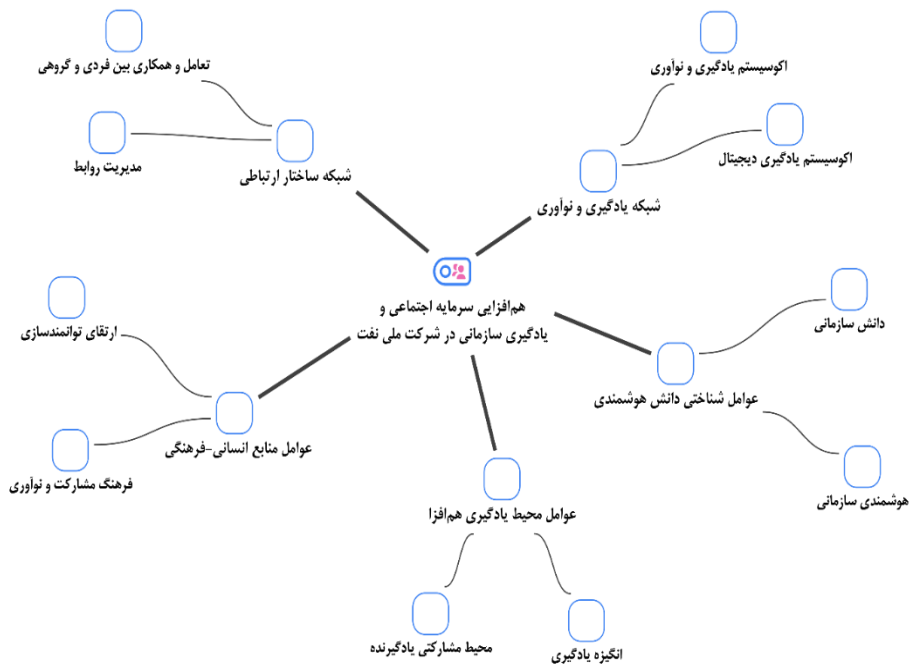 تعامل و همکاری بین فردی و گروهی
اکوسیستم یادگیری و نوآوری
مدیریت روابط
شبکه ساختار ارتباطی
اکوسیستم یادگیری دیجیتال
شبکه یادگیری و نوآوری
هم‌افزایی سرمایه اجتماعی و
یادگیری سازمانی در شرکت ملی نفت
ارتقای توانمندسازی
دانش سازمانی
عوامل شناختی دانش هوشمندی
عوامل منابع انسانی-فرهنگی
فرهنگ مشارکت و نوآوری
هوشمندی سازمانی
عوامل محیط یادگیری هم‌افزا
محیط مشارکتی یادگیرنده
انگیزه یادگیری